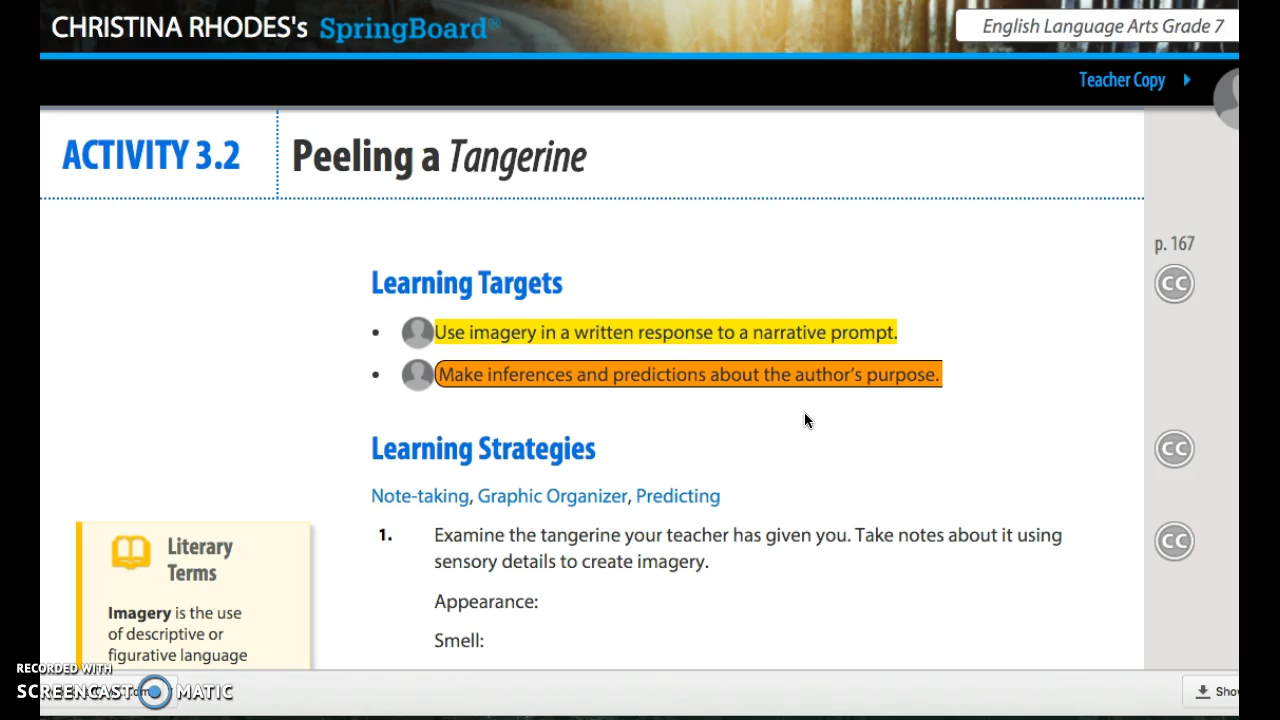 CHRISTINA RHODES's SpringBoard®
English Language Arts Grade 7
Teacher Copy
ACTIVITY 3.2
Peeling a Tangerine
p. 167
Learning Targets
CC
• Use imagery in a written response to a narrative prompt.
• Make inferences and predictions about the author's purpose.
Learning Strategies
CC
Note-taking, Graphic Organizer, Predicting
1. Examine the tangerine your teacher has given you. Take notes about it using
CC
sensory details to create imagery.
Appearance:
Smell:
Literary
Terms
Imagery is the use
of descriptive or
figurative language
RECORDED WITH
SCREENCAST MATIC
Sho